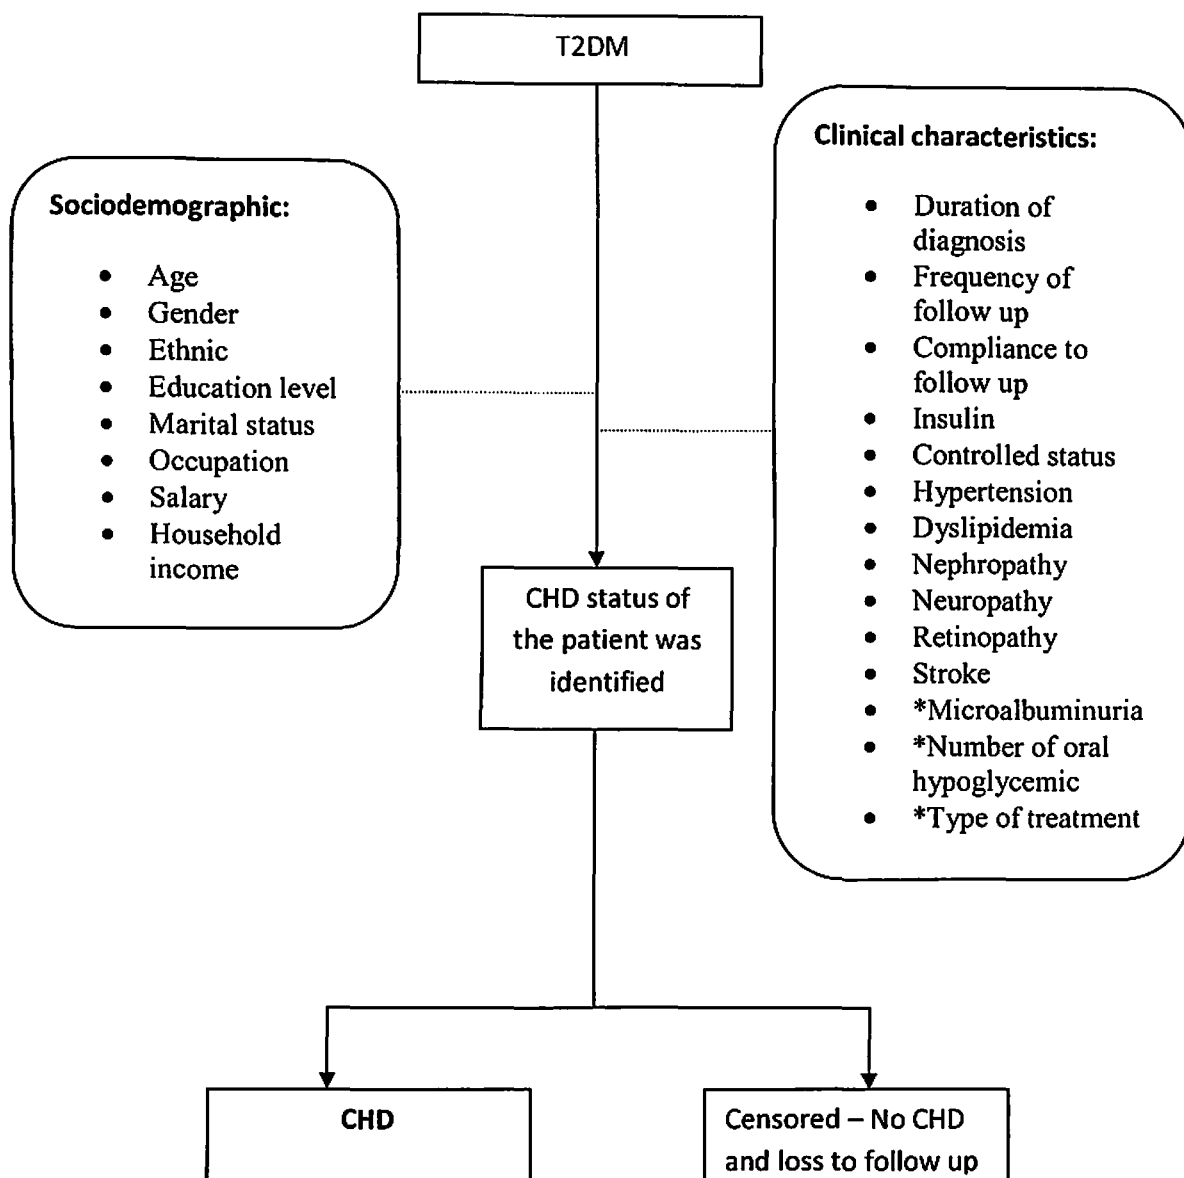 T2DM
Sociodemographic:
• Age
• Gender
• Ethnic
• Education level
• Marital status
• Occupation
• Salary
• Household
income
Clinical characteristics:
• Duration of
diagnosis
• Frequency of
follow up
• Compliance to
follow up
• Insulin
• Controlled status
• Hypertension
• Dyslipidemia
• Nephropathy
• Neuropathy
• Retinopathy
• Stroke
• *Microalbuminuria
• *Number of oral
hypoglycemic
• *Type of treatment
CHD status of
the patient was
identified
CHD
Censored – No CHD
and loss to follow up